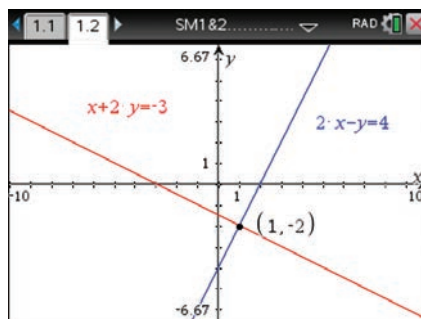 1.1 1.2 SM1&2............. RAD
6.67 y
x+2·y=-3
2·x-y=4
1
x
-10 1 10
(1,-2)
-6.67